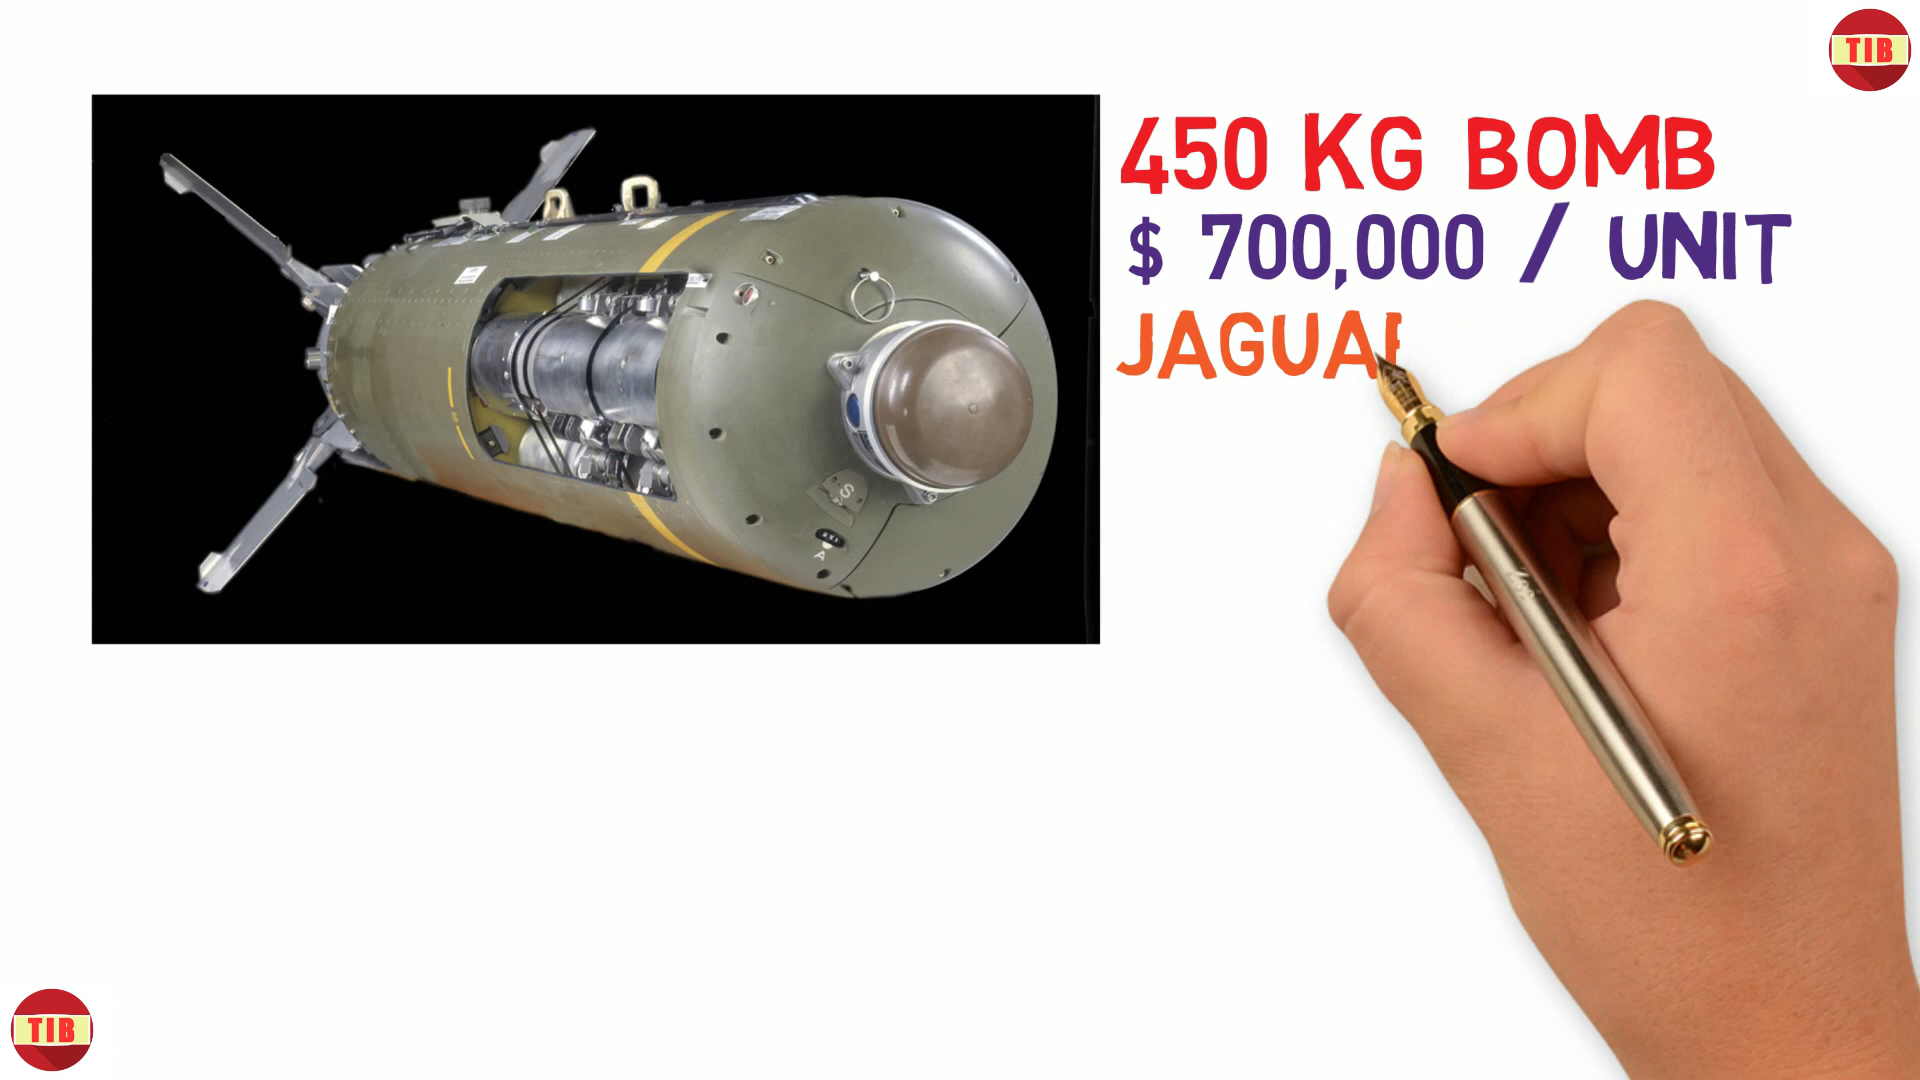 TIB
450 KG BOMB
$ 700,000 / UNIT
JAGUA
S
A
TIB